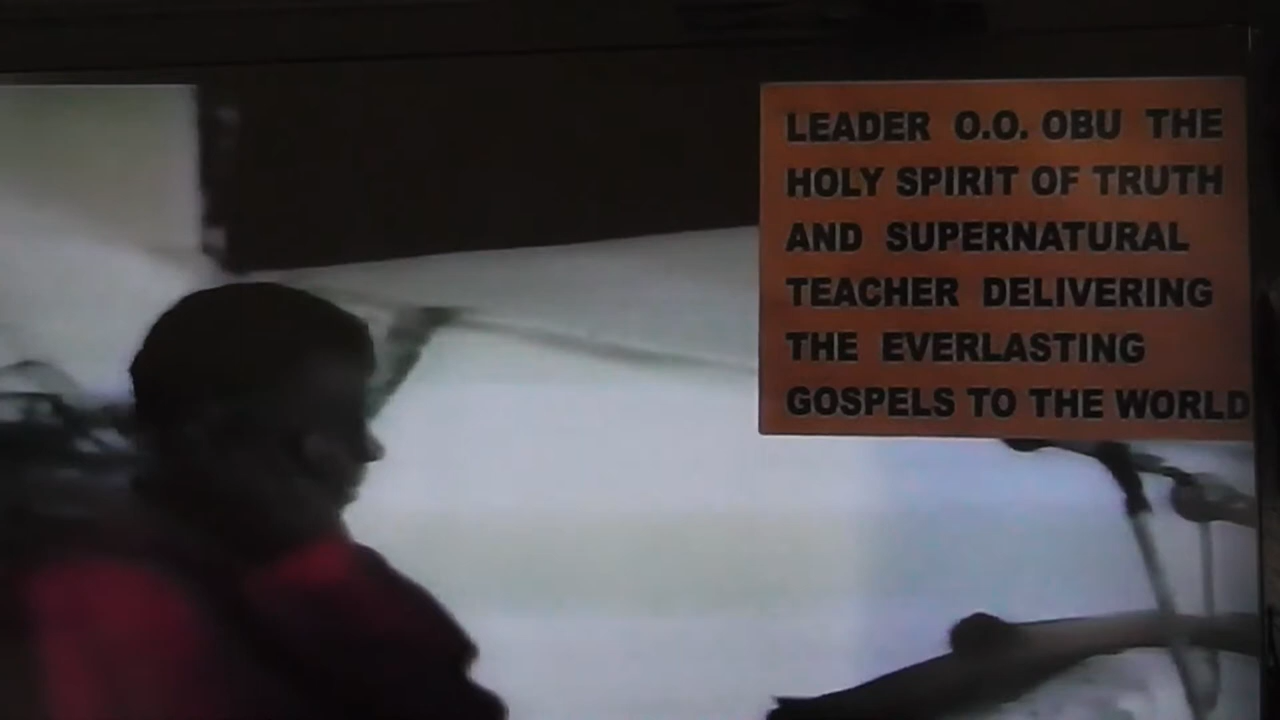 LEADER O.O. OBU THE
HOLY SPIRIT OF TRUTH
AND SUPERNATURAL
TEACHER DELIVERING
THE EVERLASTING
GOSPELS TO THE WORLD